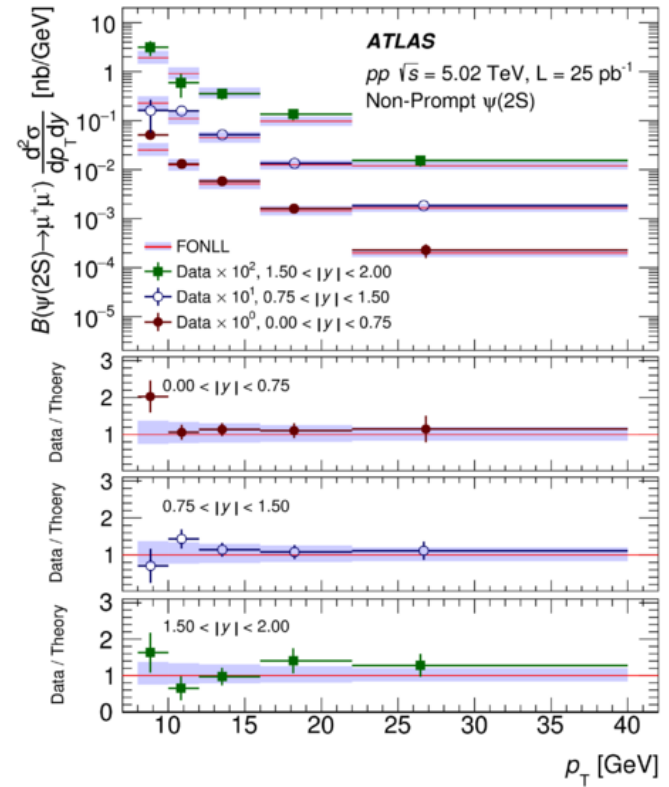 B(ψ(2S)→μ⁺μ⁻) d²σ/dp_T dy [nb/GeV]
10
1
10⁻¹
10⁻²
10⁻³
10⁻⁴
10⁻⁵
ATLAS
pp √s = 5.02 TeV, L = 25 pb⁻¹
Non-Prompt ψ(2S)
FONLL
Data × 10², 1.50 < |y| < 2.00
Data × 10¹, 0.75 < |y| < 1.50
Data × 10⁰, 0.00 < |y| < 0.75
Data / Thoery
3
2
1
0.00 < |y| < 0.75
Data / Thoery
3
2
1
0.75 < |y| < 1.50
Data / Theory
3
2
1
0
1.50 < |y| < 2.00
10 15 20 25 30 35 40
p_T [GeV]